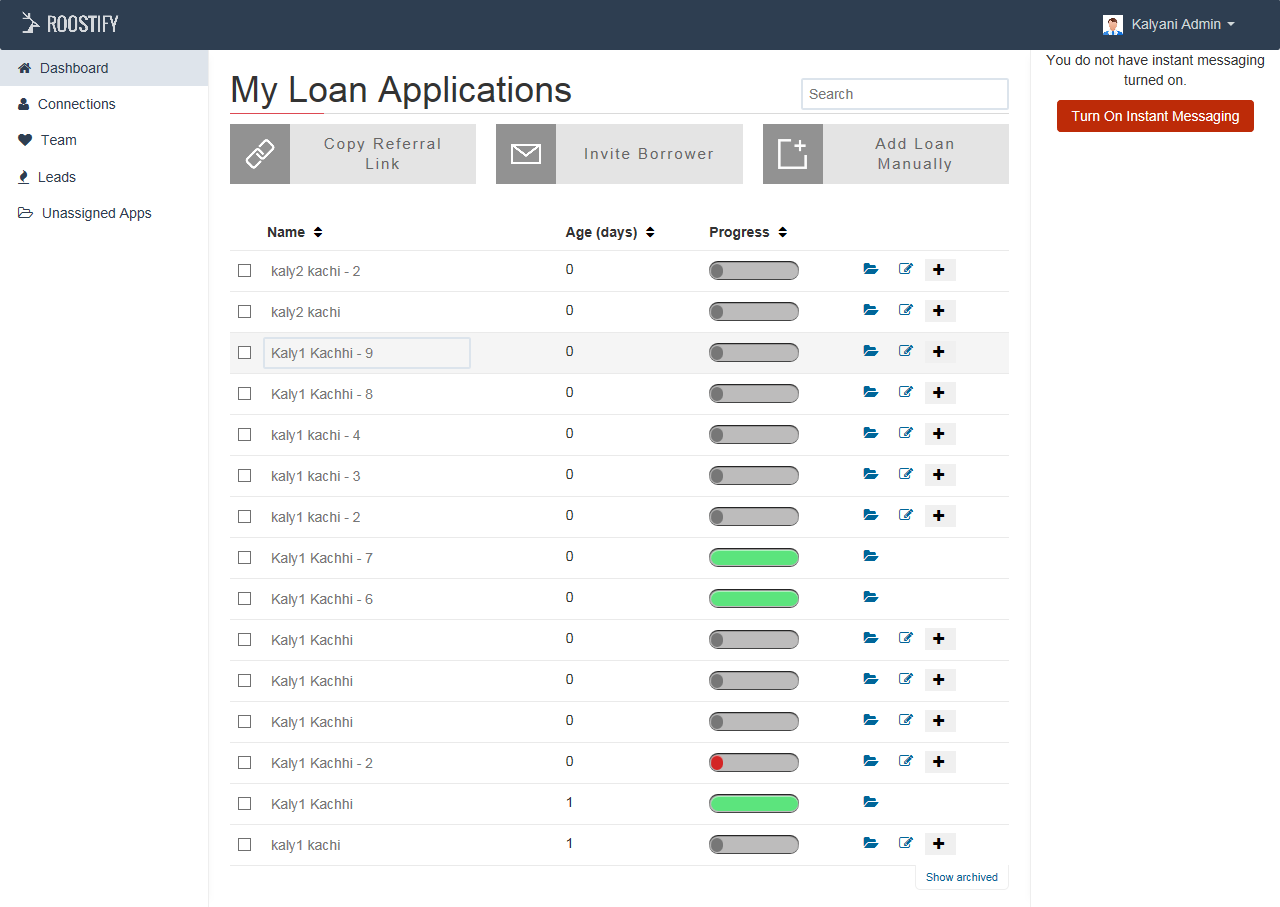 ROOSTIFY
Kalyani Admin
Dashboard
Connections
Team
Leads
Unassigned Apps
My Loan Applications
Search
Copy Referral
Link
Invite Borrower
Add Loan
Manually
Name Age (days) Progress
kaly2 kachi - 2 0
kaly2 kachi 0
Kaly1 Kachhi - 9 0
Kaly1 Kachhi - 8 0
kaly1 kachi - 4 0
kaly1 kachi - 3 0
kaly1 kachi - 2 0
Kaly1 Kachhi - 7 0
Kaly1 Kachhi - 6 0
Kaly1 Kachhi 0
Kaly1 Kachhi 0
Kaly1 Kachhi 0
Kaly1 Kachhi - 2 0
Kaly1 Kachhi 1
kaly1 kachi 1
Show archived
You do not have instant messaging
turned on.
Turn On Instant Messaging